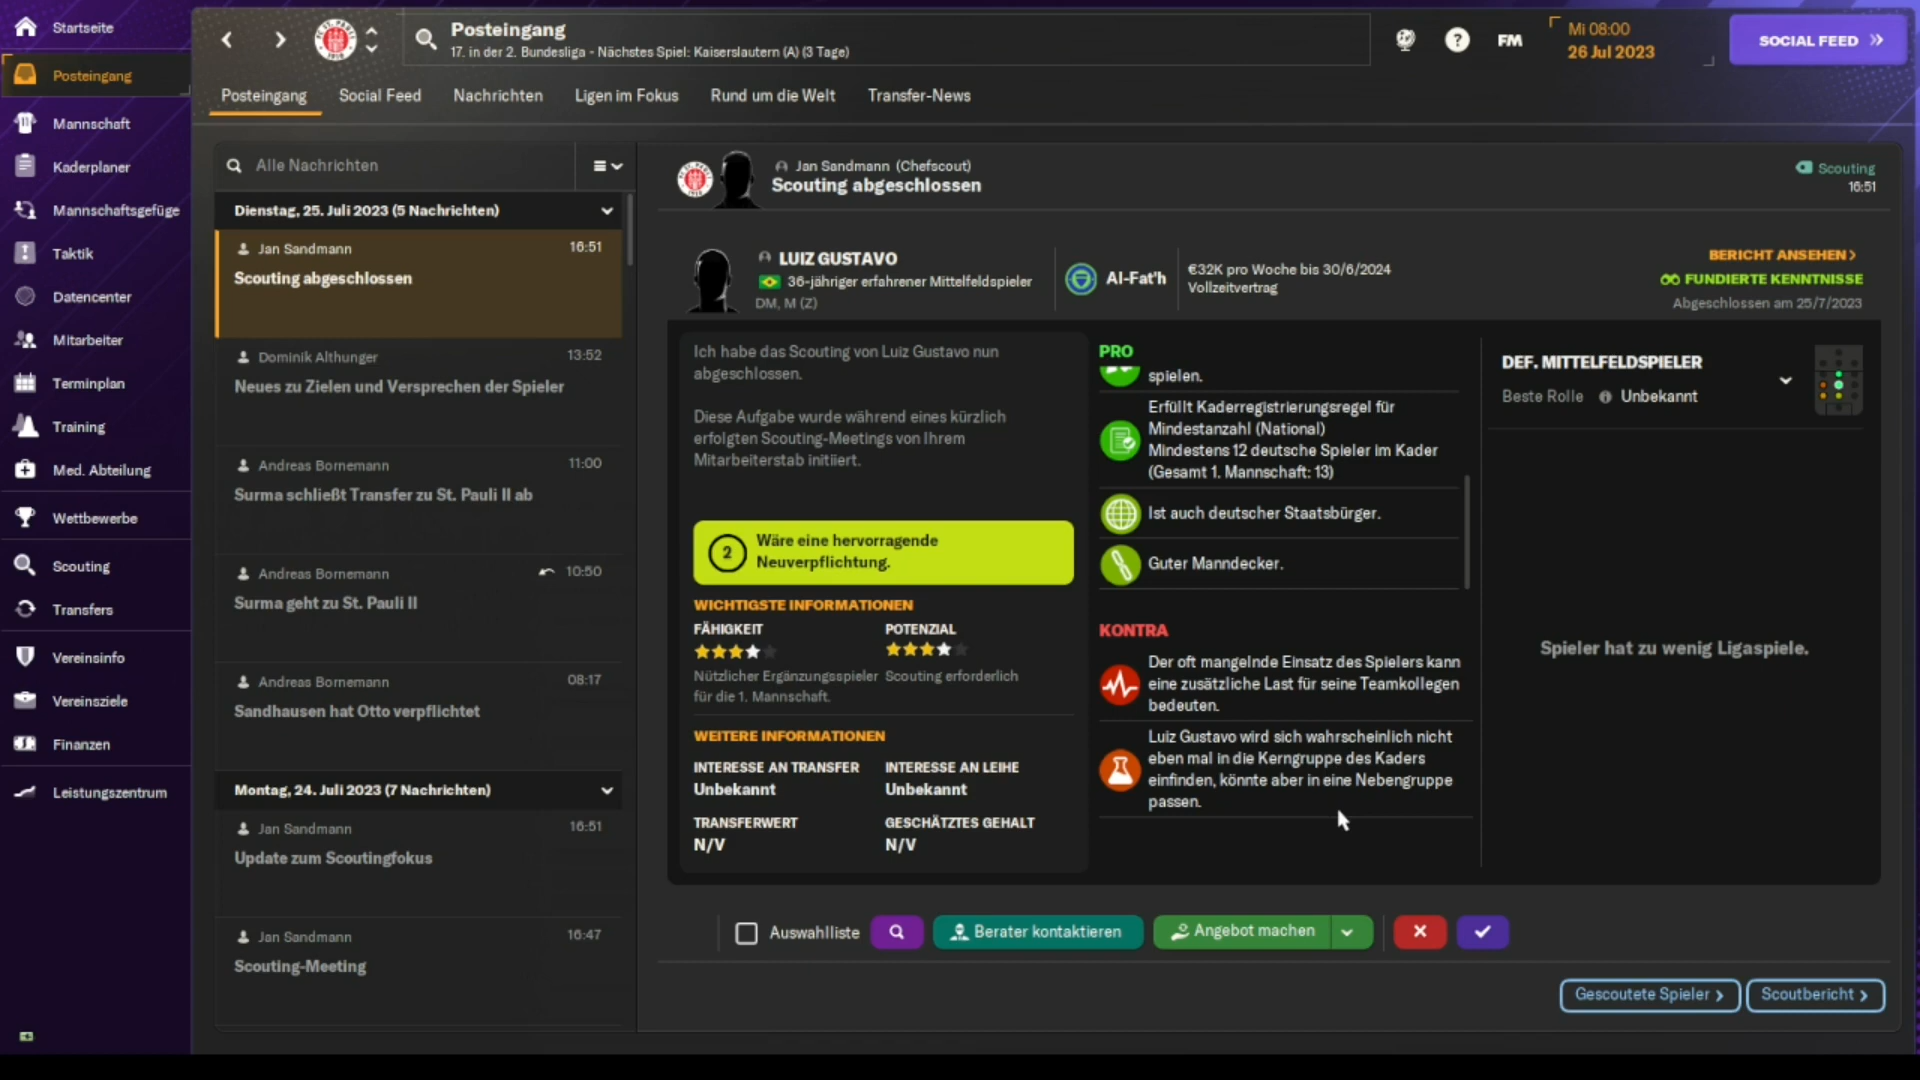 Startseite
Posteingang
Mannschaft
Kaderplaner
Mannschaftsgefüge
Taktik
Datencenter
Mitarbeiter
Terminplan
Training
Med. Abteilung
Wettbewerbe
Scouting
Transfers
Vereinsinfo
Vereinsziele
Finanzen
Leistungszentrum
Posteingang
17. in der 2. Bundesliga - Nächstes Spiel: Kaiserslautern (A) (3 Tage)
?
FM
Mi 08:00
26 Jul 2023
SOCIAL FEED
Posteingang
Social Feed
Nachrichten
Ligen im Fokus
Rund um die Welt
Transfer-News
Alle Nachrichten
Dienstag, 25. Juli 2023 (5 Nachrichten)
Jan Sandmann 16:51
Scouting abgeschlossen
Dominik Althunger 13:52
Neues zu Zielen und Versprechen der Spieler
Andreas Bornemann 11:00
Surma schließt Transfer zu St. Pauli II ab
Andreas Bornemann 10:50
Surma geht zu St. Pauli II
Andreas Bornemann 08:17
Sandhausen hat Otto verpflichtet
Montag, 24. Juli 2023 (7 Nachrichten)
Jan Sandmann 16:51
Update zum Scoutingfokus
Jan Sandmann 16:47
Scouting-Meeting
Jan Sandmann (Chefscout)
Scouting abgeschlossen
Scouting
16:51
LUIZ GUSTAVO
36-jähriger erfahrener Mittelfeldspieler
DM, M (Z)
Al-Fat'h
€32K pro Woche bis 30/6/2024
Vollzeitvertrag
BERICHT ANSEHEN
FUNDIERTE KENNTNISSE
Abgeschlossen am 25/7/2023
Ich habe das Scouting von Luiz Gustavo nun
abgeschlossen.
Diese Aufgabe wurde während eines kürzlich
erfolgten Scouting-Meetings von Ihrem
Mitarbeiterstab initiiert.
2
Wäre eine hervorragende
Neuverpflichtung.
WICHTIGSTE INFORMATIONEN
FÄHIGKEIT
Nützlicher Ergänzungsspieler
für die 1. Mannschaft.
POTENZIAL
Scouting erforderlich
WEITERE INFORMATIONEN
INTERESSE AN TRANSFER
Unbekannt
INTERESSE AN LEIHE
Unbekannt
TRANSFERWERT
N/V
GESCHÄTZTES GEHALT
N/V
PRO
spielen.
Erfüllt Kaderregistrierungsregel für
Mindestanzahl (National)
Mindestens 12 deutsche Spieler im Kader
(Gesamt 1. Mannschaft: 13)
Ist auch deutscher Staatsbürger.
Guter Manndecker.
KONTRA
Der oft mangelnde Einsatz des Spielers kann
eine zusätzliche Last für seine Teamkollegen
bedeuten.
Luiz Gustavo wird sich wahrscheinlich nicht
eben mal in die Kerngruppe des Kaders
einfinden, könnte aber in eine Nebengruppe
passen.
DEF. MITTELFELDSPIELER
Beste Rolle Unbekannt
Spieler hat zu wenig Ligaspiele.
Auswahlliste
Berater kontaktieren
Angebot machen
Gescoutete Spieler
Scoutbericht